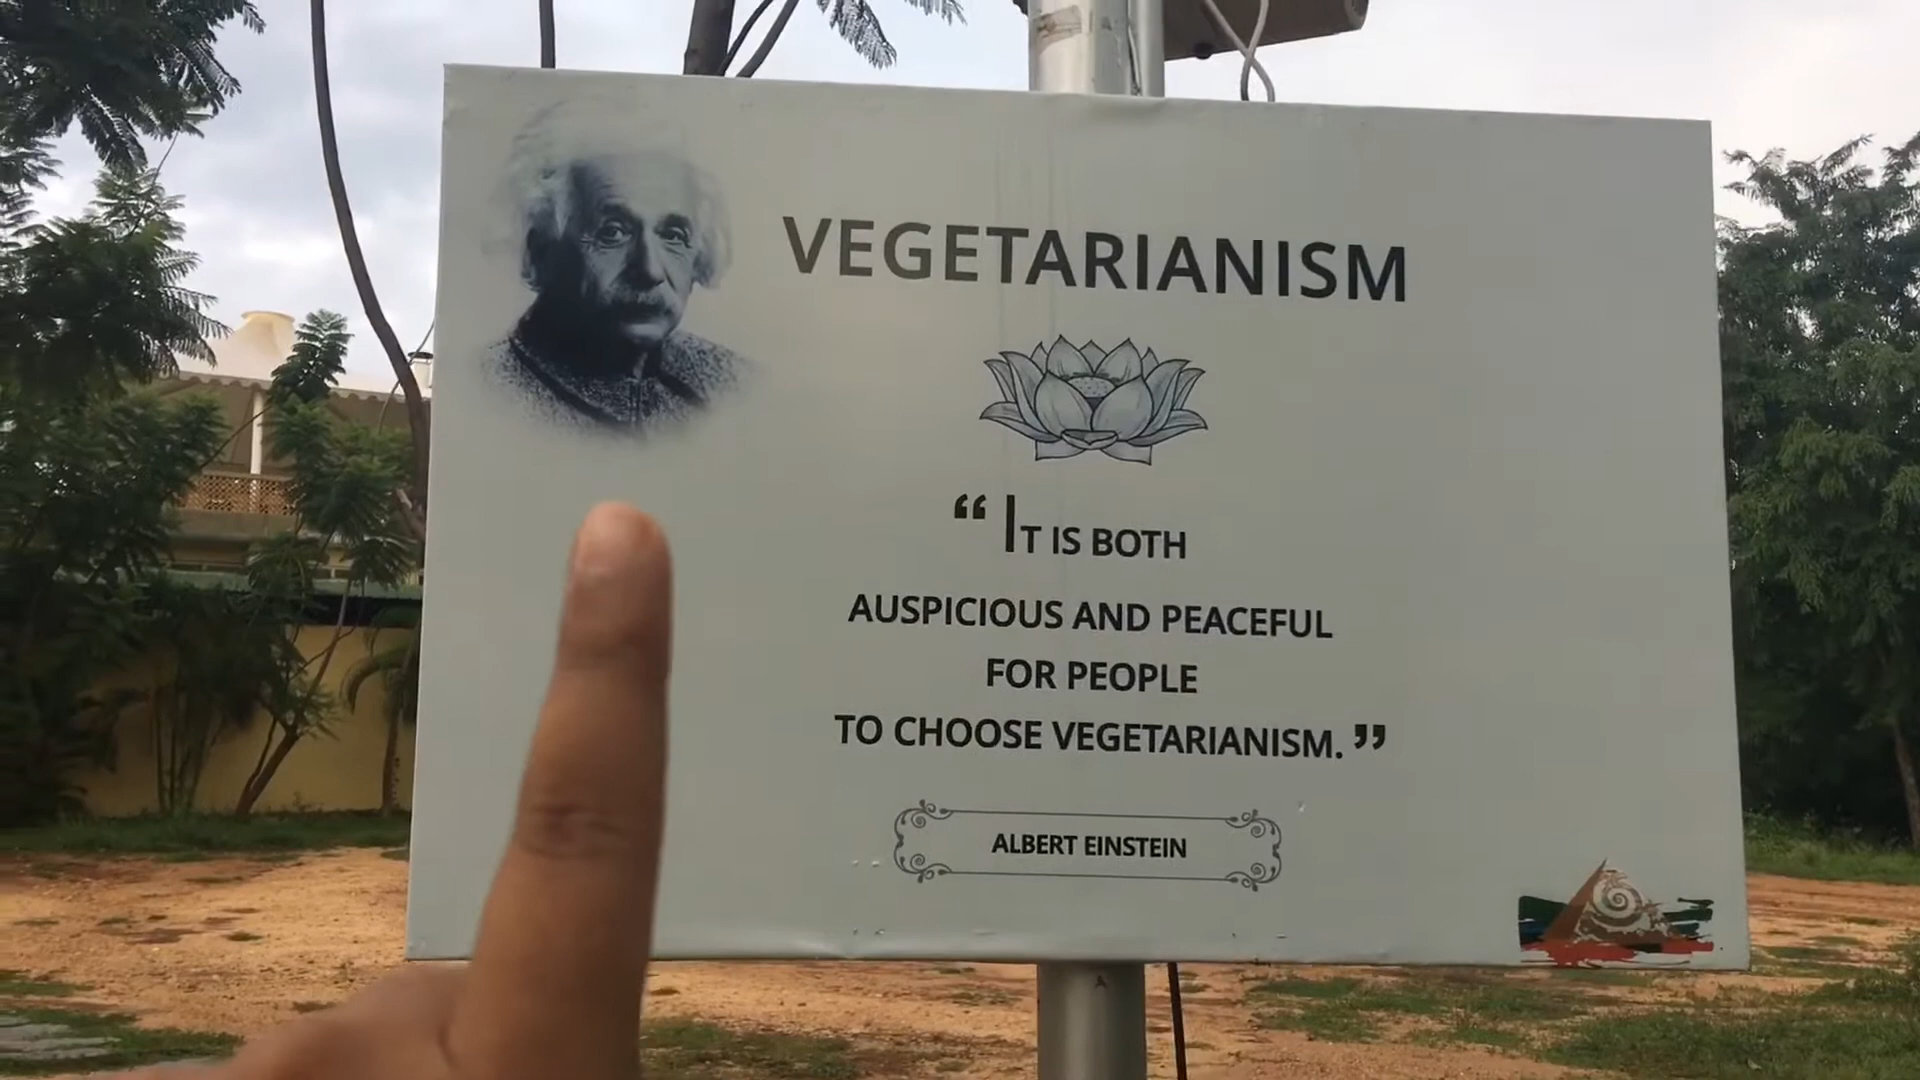 VEGETARIANISM
“ IT IS BOTH
AUSPICIOUS AND PEACEFUL
FOR PEOPLE
TO CHOOSE VEGETARIANISM. ”
ALBERT EINSTEIN